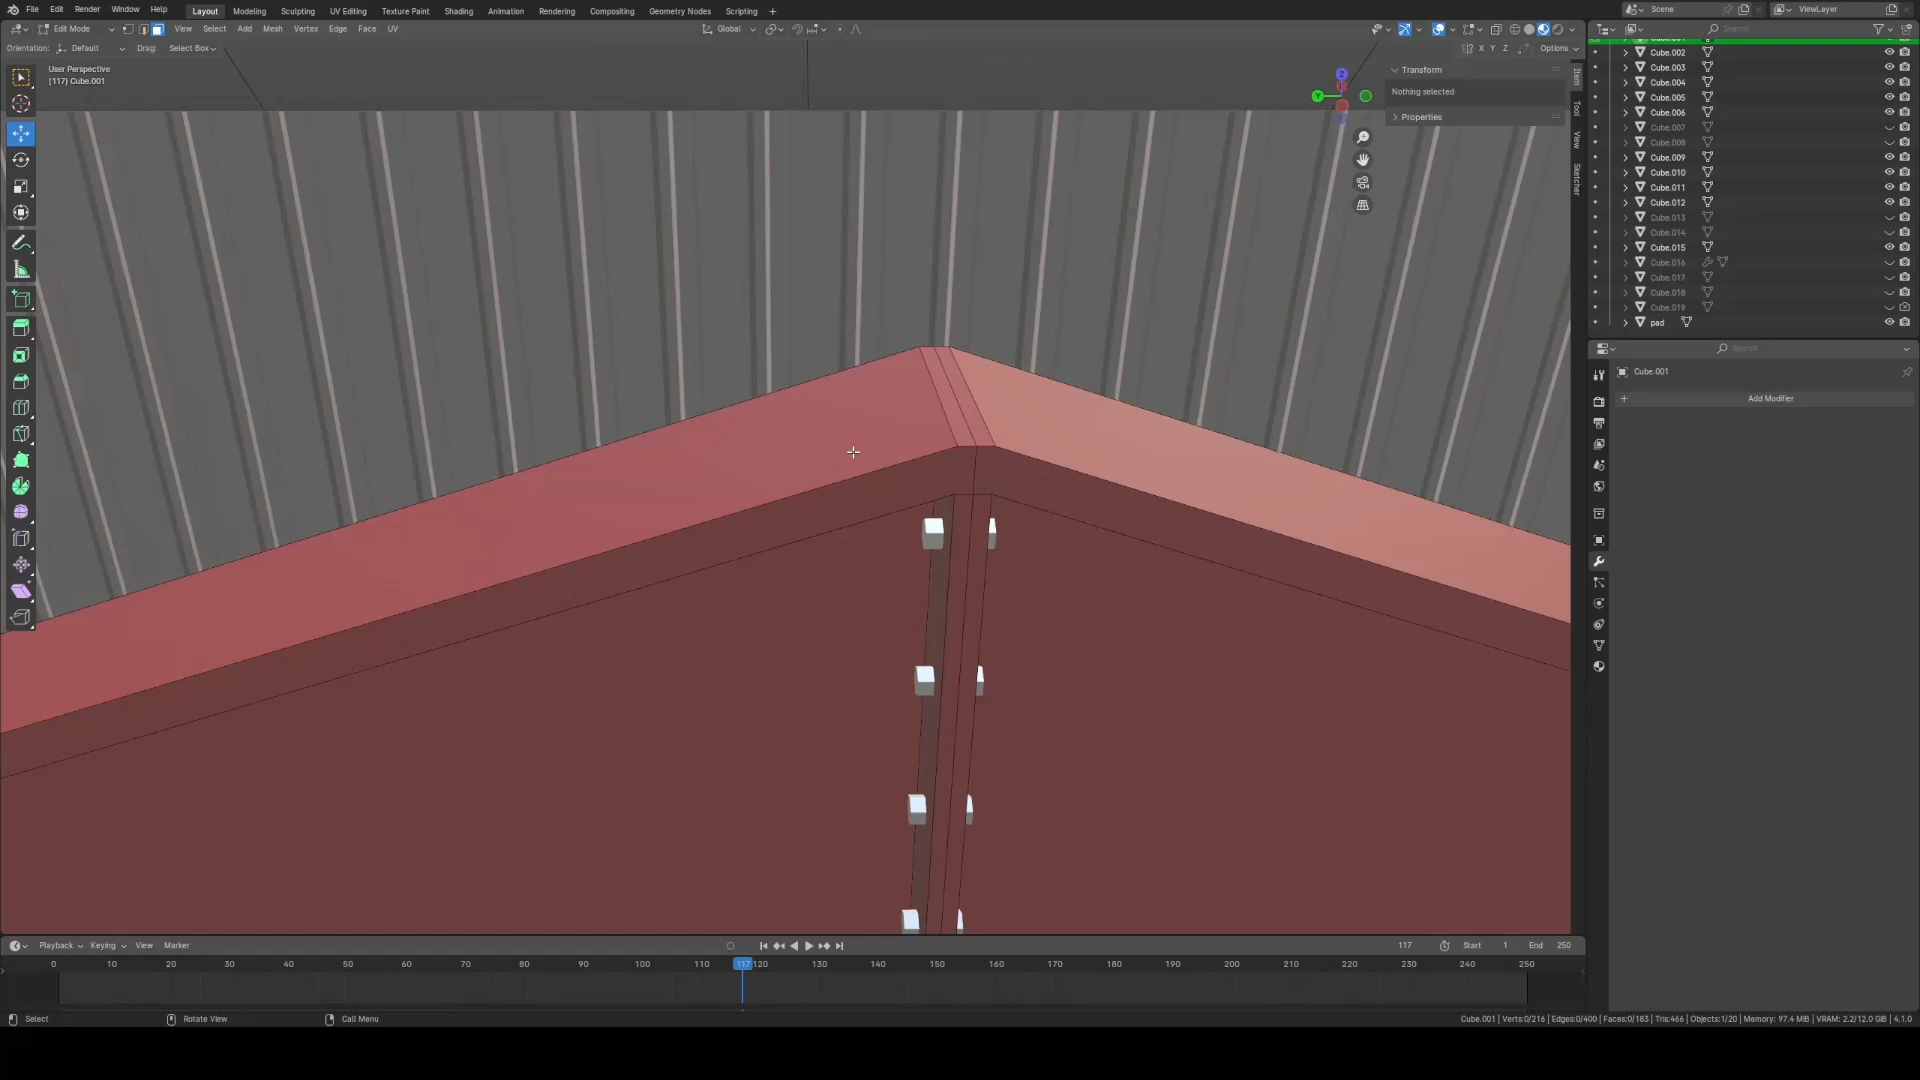 File Edit Render Window Help Layout Modeling Sculpting UV Editing Texture Paint Shading Animation Rendering Compositing Geometry Nodes Scripting + Scene ViewLayer
Edit Mode View Select Add Mesh Vertex Edge Face UV Global Search
Orientation: Default Drag: Select Box X Y Z Options
User Perspective
(117) Cube.001
Z
Y
Transform
Nothing selected
Properties
Item
Tool
View
Sketcher
Cube.002
Cube.003
Cube.004
Cube.005
Cube.006
Cube.007
Cube.008
Cube.009
Cube.010
Cube.011
Cube.012
Cube.013
Cube.014
Cube.015
Cube.016
Cube.017
Cube.018
Cube.019
pad
Search
Cube.001
+ Add Modifier
Playback Keying View Marker 117 Start 1 End 250
0 10 20 30 40 50 60 70 80 90 100 110 117 120 130 140 150 160 170 180 190 200 210 220 230 240 250
Select Rotate View Call Menu Cube.001 | Verts:0/216 | Edges:0/400 | Faces:0/183 | Tris:466 | Objects:1/20 | Memory: 97.4 MiB | VRAM: 2.2/12.0 GiB | 4.1.0